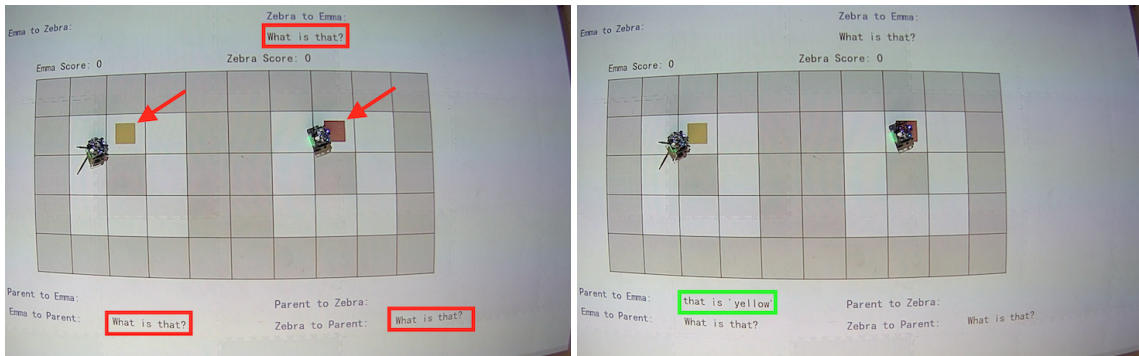 Zebra to Emma:
Emma to Zebra:
What is that?
Emma Score: 0
Zebra Score: 0
Parent to Emma:
Parent to Zebra:
Emma to Parent:
What is that?
Zebra to Parent:
What is that?
Zebra to Emma:
Emma to Zebra:
What is that?
Emma Score: 0
Zebra Score: 0
Parent to Emma:
that is 'yellow'
Parent to Zebra:
Emma to Parent:
What is that?
Zebra to Parent:
What is that?